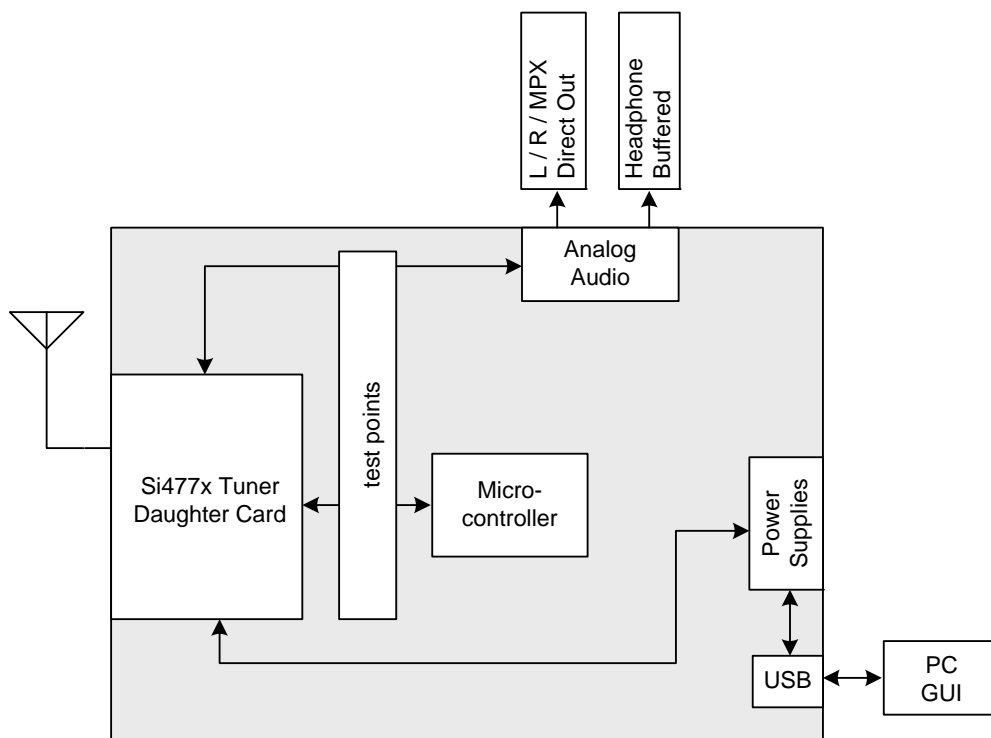 L / R / MPX
Direct Out
Headphone
Buffered
Analog
Audio
test points
Si477x Tuner
Daughter Card
Micro-
controller
Power
Supplies
USB
PC
GUI